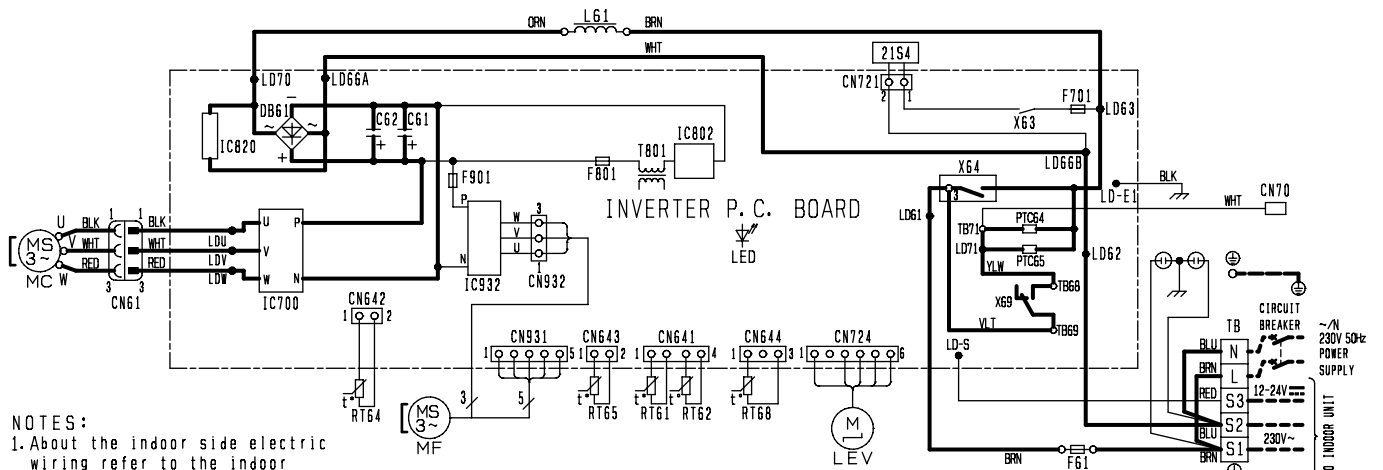 ORN L61 BRN
WHT
21S4
CN721
2 1
F701
X63
LD63
LD70 LD66A
DB61
~ − ~ +
IC820
C62 C61
+ +
T801 IC802
F801
F901
LD66B
X64
3
LD-E1
BLK
WHT
CN70
INVERTER P.C. BOARD
LED
LD61
TB71
PTC64
LD71
PTC65
LD62
YLW
X69
TB68
VLT
TB69
LD-S
U BLK 1 1 BLK
V WHT WHT
W RED 3 3 RED
MS
3~
MC
CN61
LDU
LDV
LDW
U P
V
W N
IC700
P
N
W
V
U
3
1
IC932
CN932
CN642
1 2
t°
RT64
CN931
1 5
3 5
MS
3~
MF
CN643
1 2
t°
RT65
CN641
1 4
t° t°
RT61 RT62
CN644
1 3
t°
RT68
CN724
1 6
M
LEV
CIRCUIT
BREAKER
~/N
230V 50Hz
POWER
SUPPLY
TB
BLU N
BRN L
RED S3 12-24V
S2
BLU
230V~
S1
BRN
BRN F61
O INDOOR UNIT
NOTES:
1. About the indoor side electric
wiring refer to the indoor